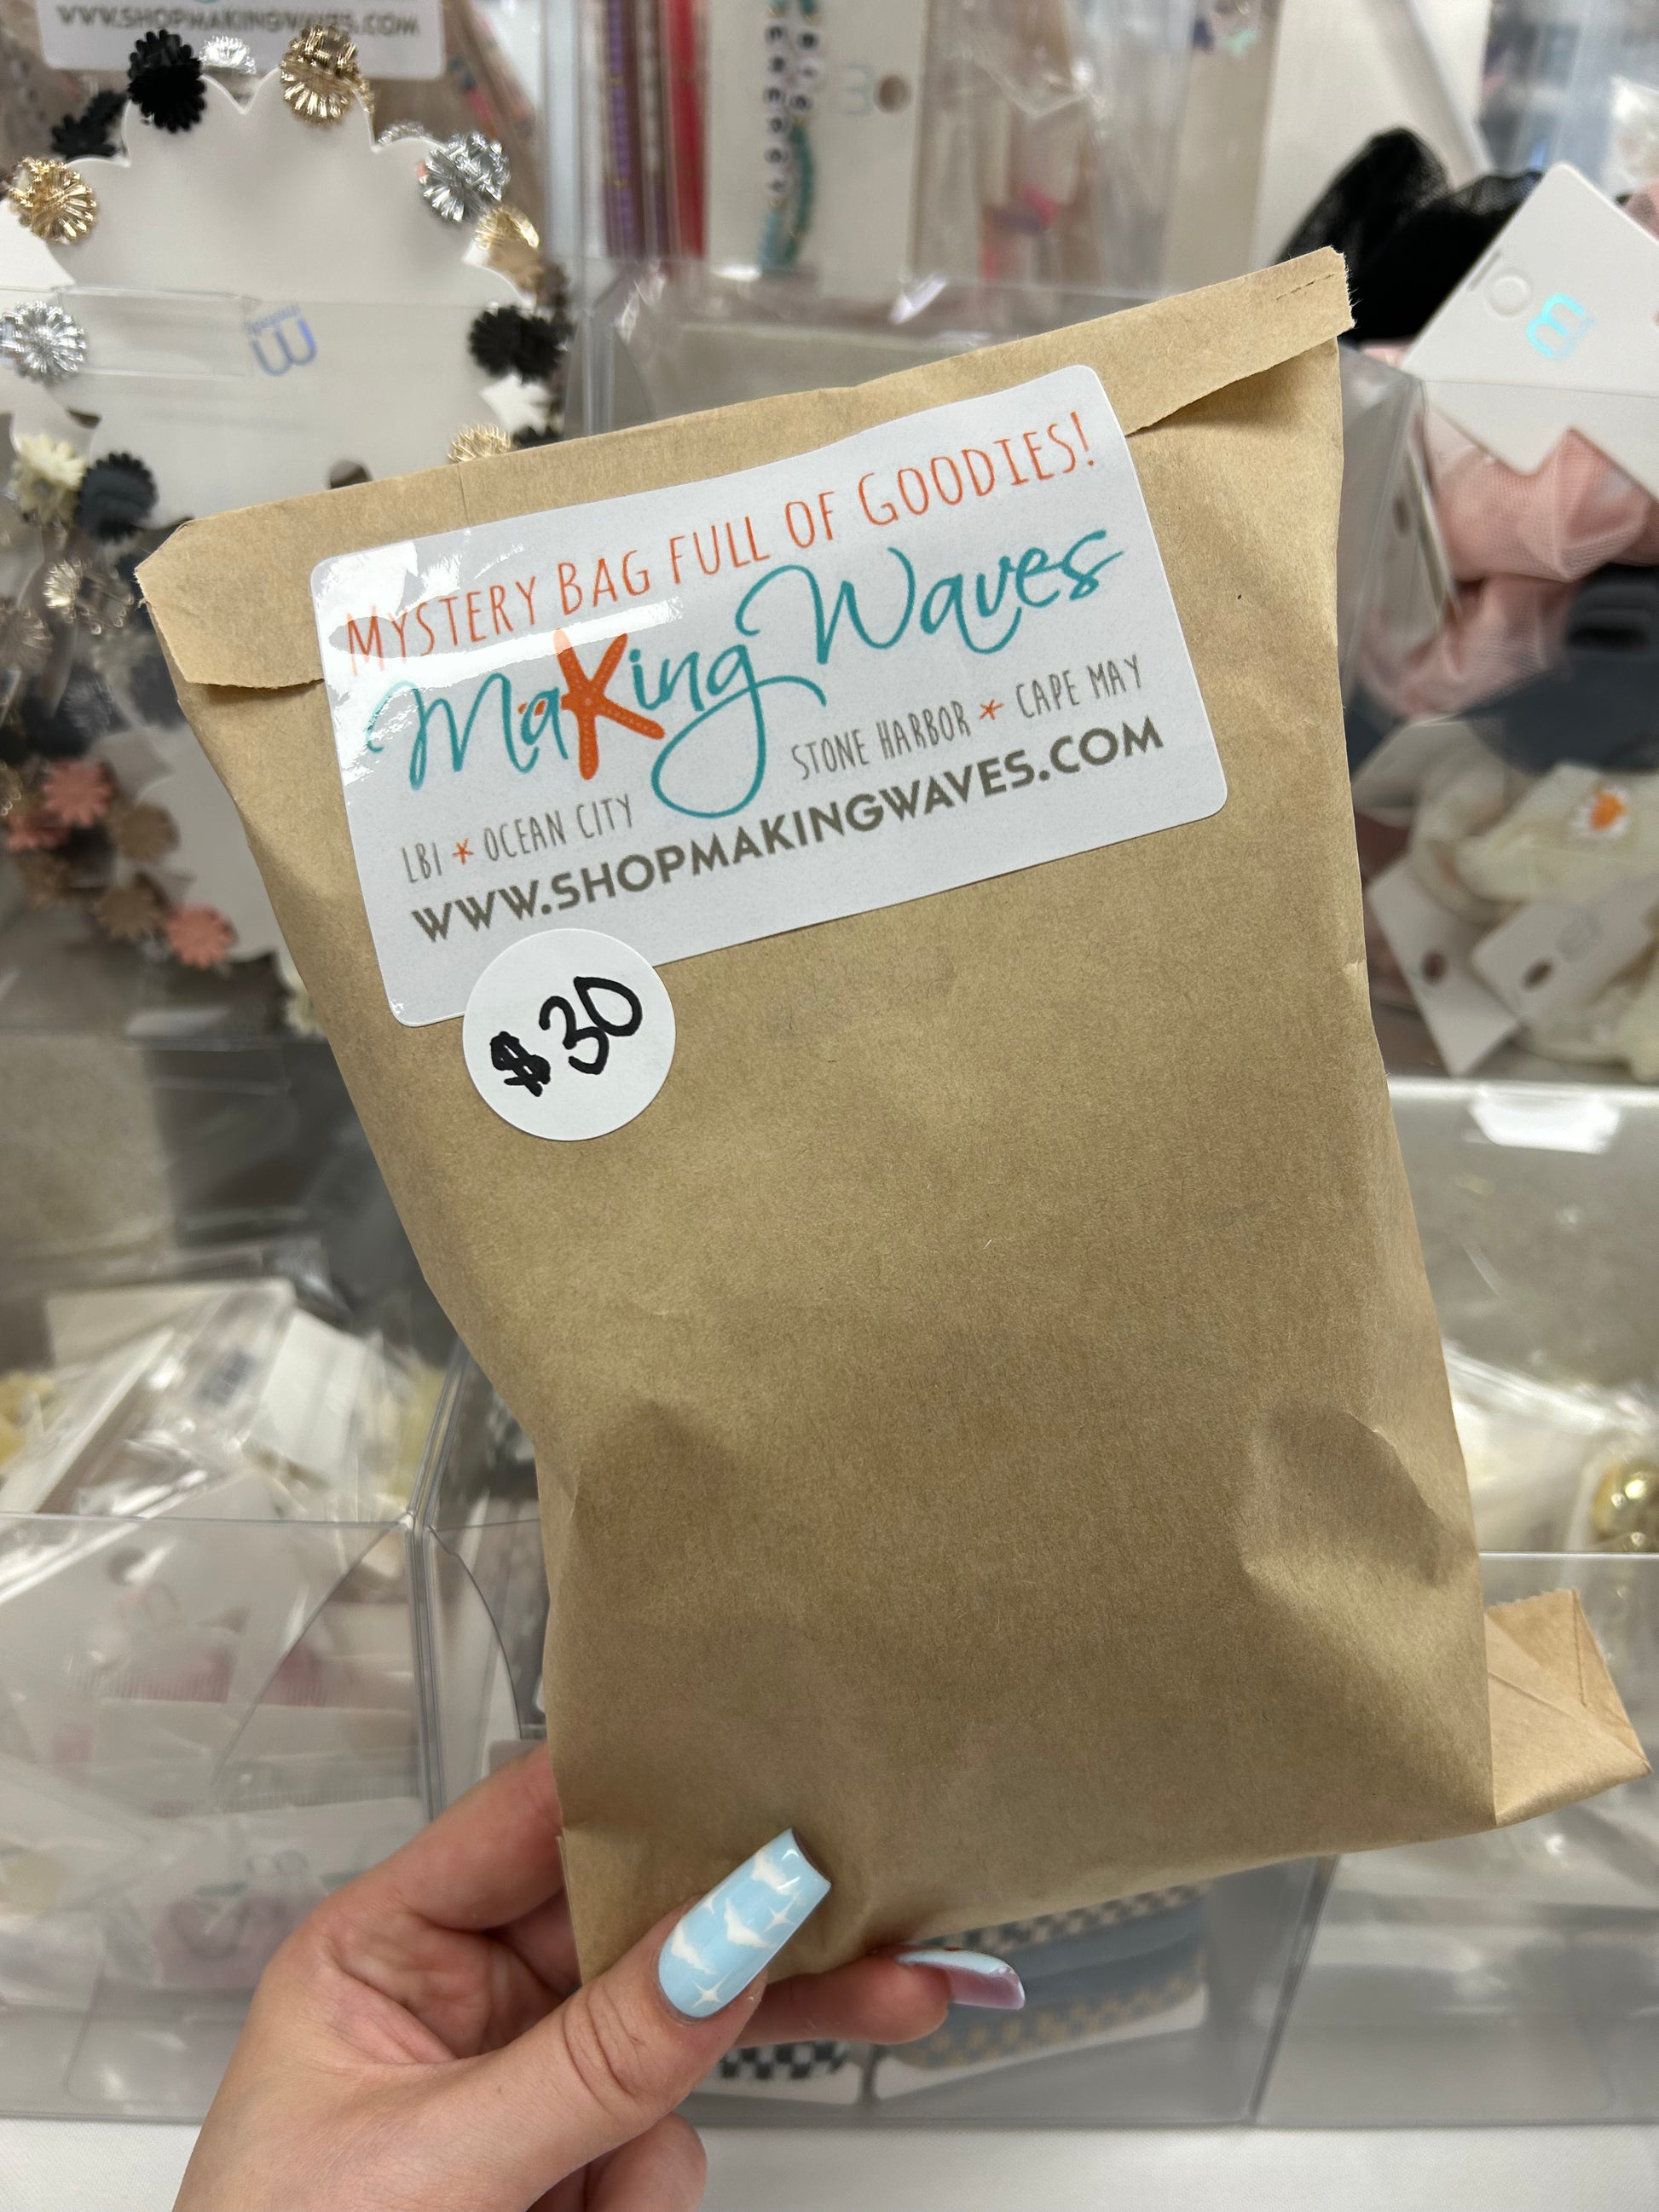 WWW.SHOPMAKINGWAVES.COM
MYSTERY BAG FULL OF GOODIES!
Making Waves
LBI * OCEAN CITY
STONE HARBOR * CAPE MAY
WWW.SHOPMAKINGWAVES.COM
$30